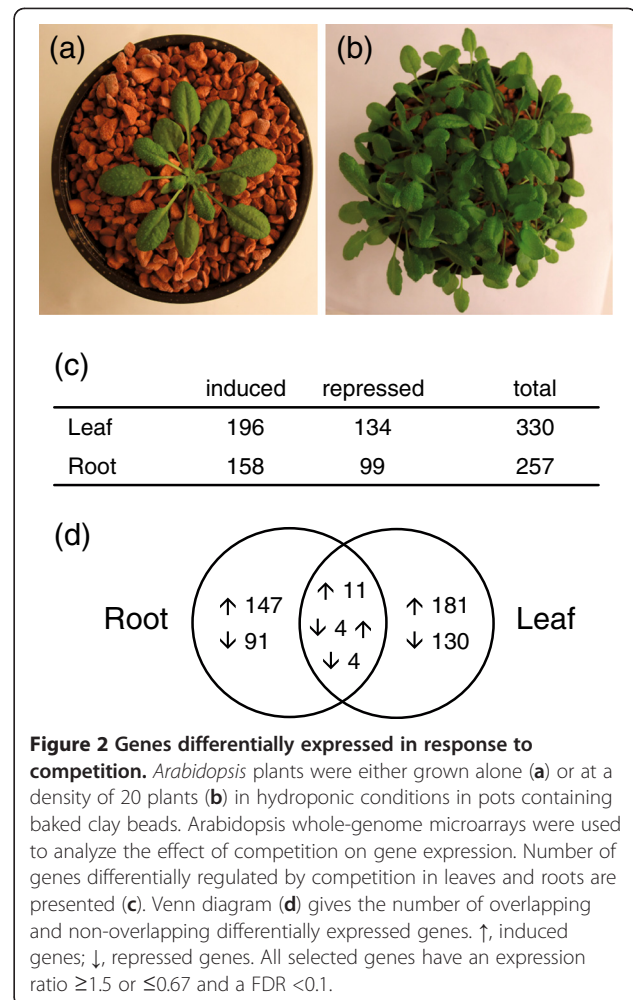 (a)
(b)
(c)
induced repressed total
Leaf 196 134 330
Root 158 99 257
(d)
Root
↑ 147
↓ 91
↑ 11
↓ 4 ↑
↓ 4
↑ 181
↓ 130
Leaf
Figure 2 Genes differentially expressed in response to
competition. Arabidopsis plants were either grown alone (a) or at a
density of 20 plants (b) in hydroponic conditions in pots containing
baked clay beads. Arabidopsis whole-genome microarrays were used
to analyze the effect of competition on gene expression. Number of
genes differentially regulated by competition in leaves and roots are
presented (c). Venn diagram (d) gives the number of overlapping
and non-overlapping differentially expressed genes. ↑, induced
genes; ↓, repressed genes. All selected genes have an expression
ratio ≥1.5 or ≤0.67 and a FDR <0.1.